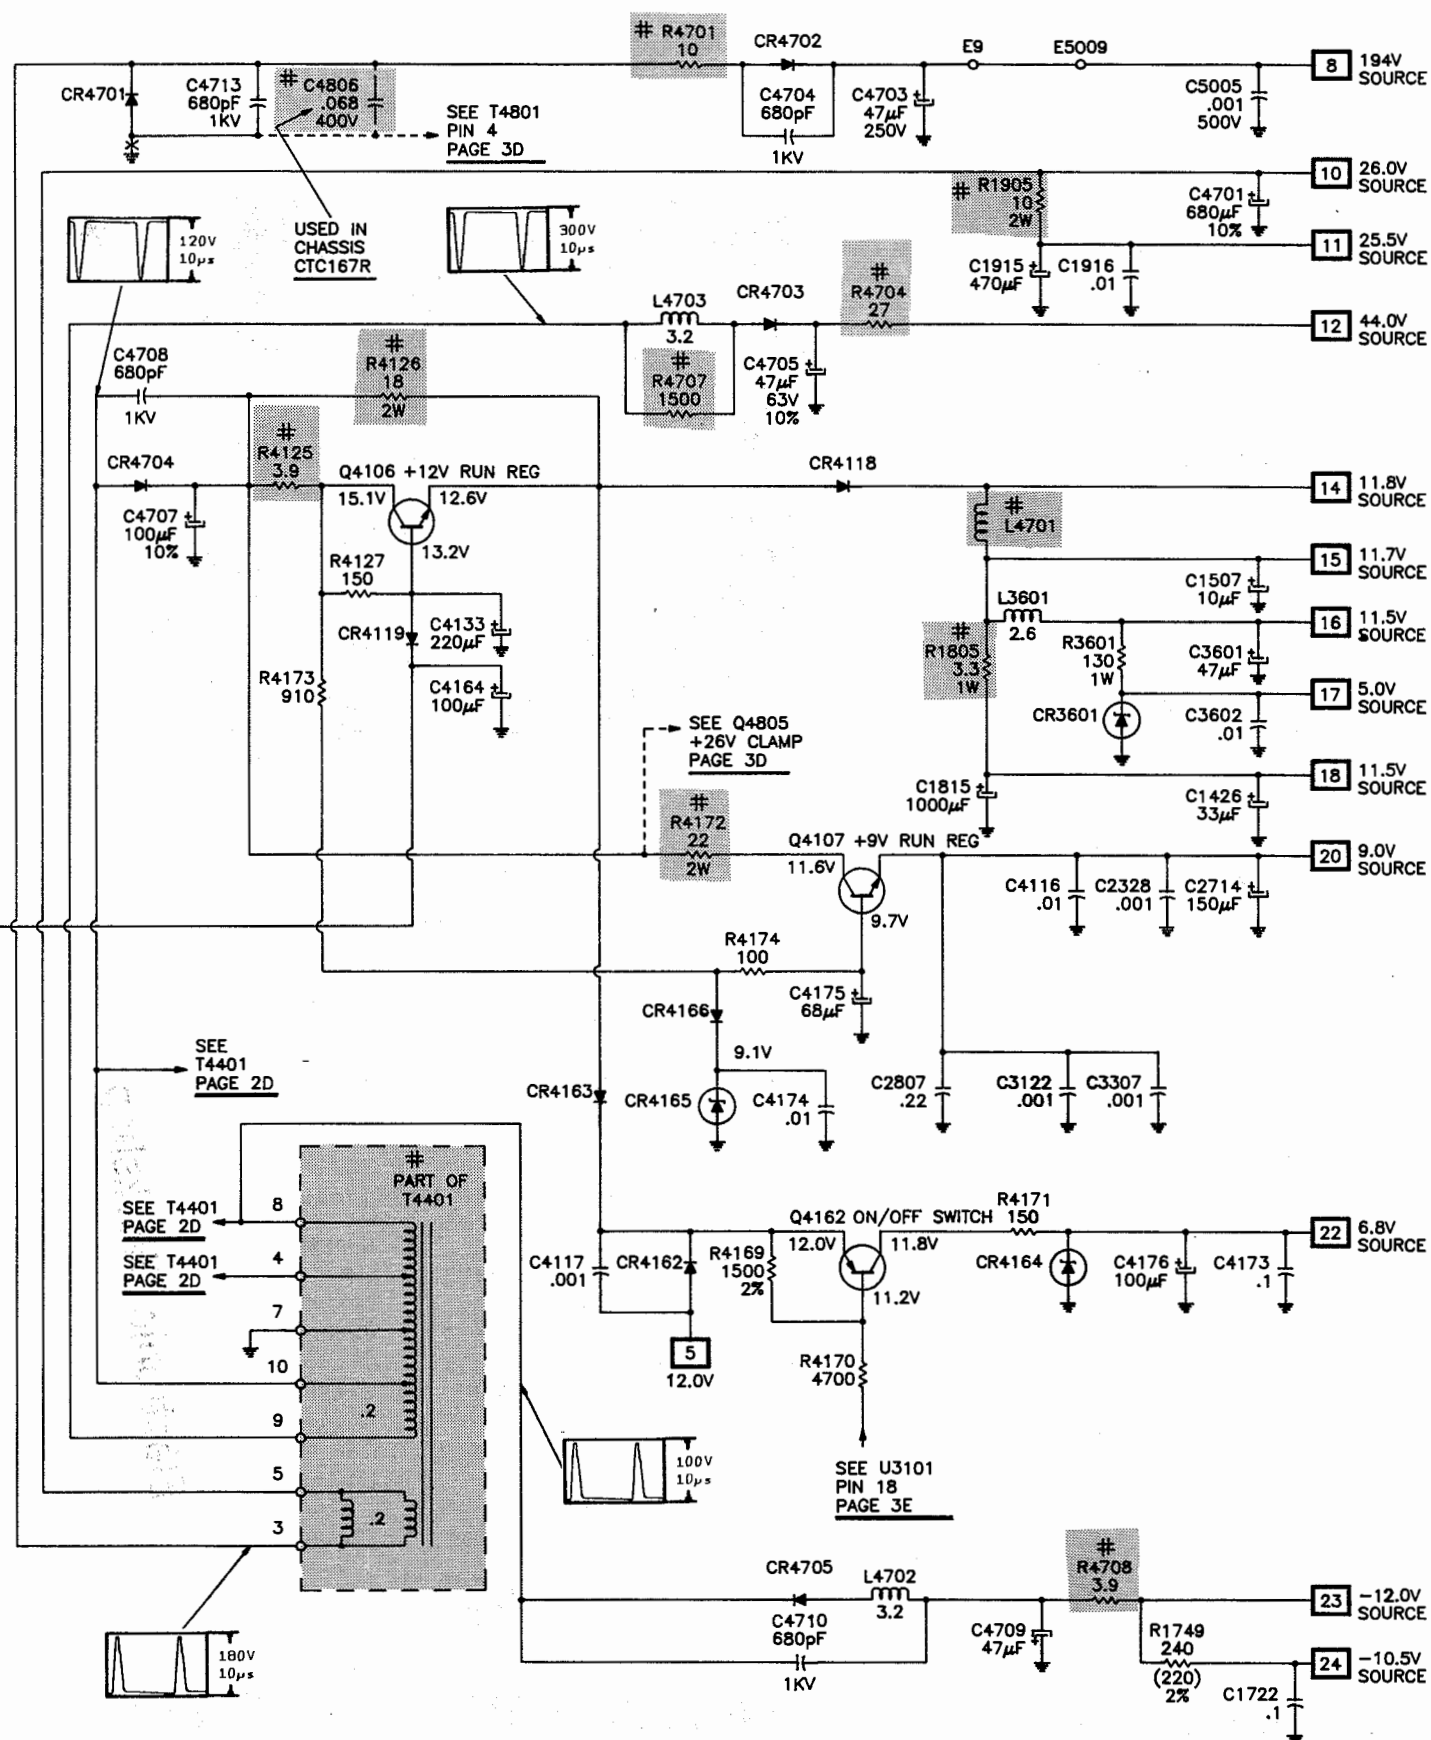 # R4701
10
CR4702
E9
E5009
8
194V
SOURCE
CR4701
C4713
680pF
1KV
# C4806
.068
400V
SEE T4801
PIN 4
PAGE 3D
C4704
680pF
1KV
C4703
47µF
250V
C5005
.001
500V
10
26.0V
SOURCE
# R1905
10
2W
C4701
680µF
10%
11
25.5V
SOURCE
120V
10µs
USED IN
CHASSIS
CTC167R
300V
10µs
C1915
470µF
C1916
.01
L4703
3.2
CR4703
#
R4704
27
12
44.0V
SOURCE
C4708
680pF
1KV
#
R4126
18
2W
#
R4707
1500
C4705
47µF
63V
10%
CR4704
#
R4125
3.9
Q4106 +12V RUN REG
15.1V
12.6V
13.2V
CR4118
14
11.8V
SOURCE
C4707
100µF
10%
#
L4701
R4127
150
15
11.7V
SOURCE
C1507
10µF
CR4119
C4133
220µF
L3601
2.6
16
11.5V
SOURCE
#
R1805
3.3
1W
R3601
130
1W
C3601
47µF
R4173
910
C4164
100µF
17
5.0V
SOURCE
SEE Q4805
+26V CLAMP
PAGE 3D
CR3601
C3602
.01
18
11.5V
SOURCE
C1815
1000µF
C1426
33µF
#
R4172
22
2W
Q4107 +9V RUN REG
11.6V
9.7V
20
9.0V
SOURCE
C4116
.01
C2328
.001
C2714
150µF
R4174
100
C4175
68µF
CR4166
9.1V
SEE
T4401
PAGE 2D
CR4163
CR4165
C4174
.01
C2807
.22
C3122
.001
C3307
.001
#
PART OF
T4401
8
SEE T4401
PAGE 2D
4
SEE T4401
PAGE 2D
7
10
9
.2
5
3
.2
Q4162 ON/OFF SWITCH
12.0V
11.8V
11.2V
R4171
150
22
6.8V
SOURCE
C4117
.001
CR4162
R4169
1500
2%
CR4164
C4176
100µF
C4173
.1
5
12.0V
R4170
4700
100V
10µs
SEE U3101
PIN 18
PAGE 3E
180V
10µs
CR4705
L4702
3.2
#
R4708
3.9
23
-12.0V
SOURCE
C4710
680pF
1KV
C4709
47µF
R1749
240
(220)
2%
24
-10.5V
SOURCE
C1722
.1